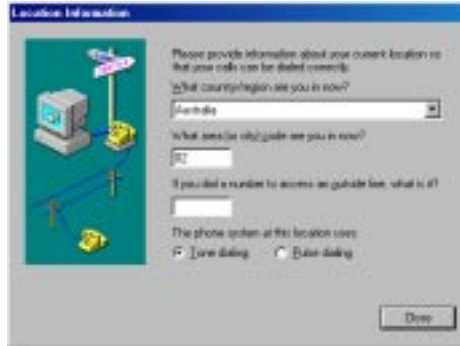 Location Information
Please provide information about your current location so
that your calls can be dialed correctly.
What country/region are you in now?
Australia
What area (or city) code are you in now?
02
If you dial a number to access an outside line, what is it?
The phone system at this location uses:
Tone dialing
Pulse dialing
Close